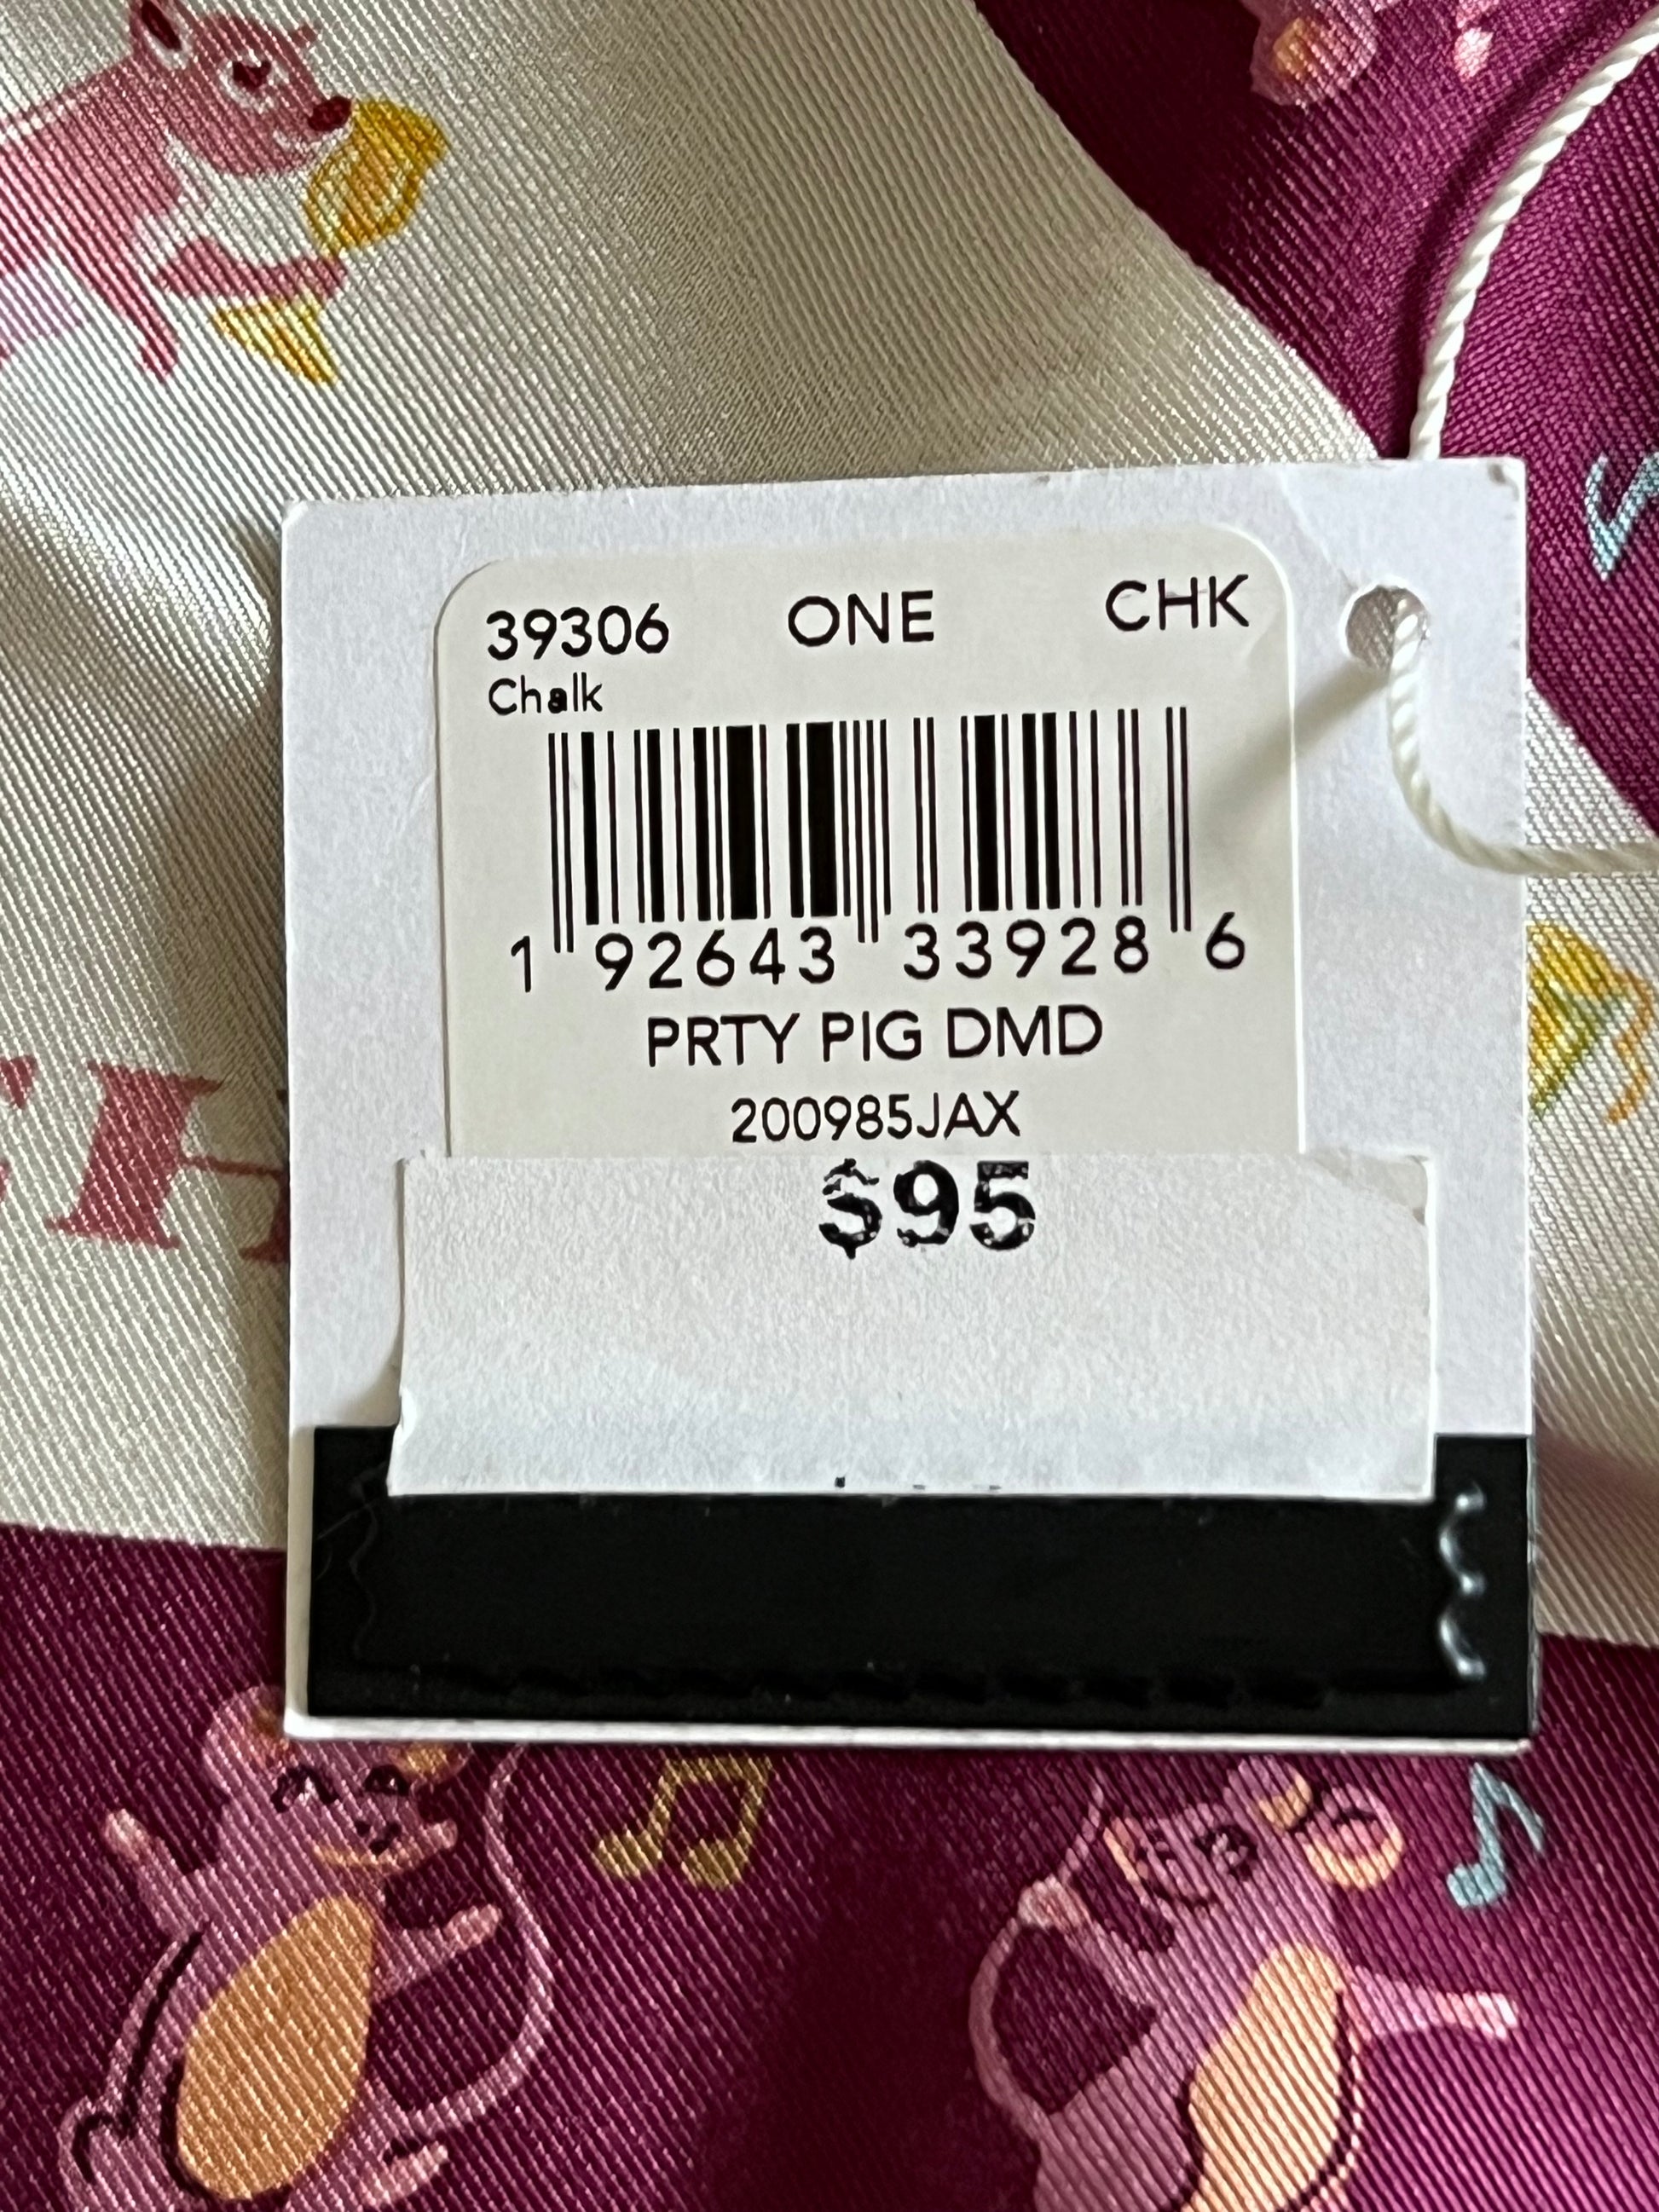 39306 ONE CHK
Chalk
1 92643 33928 6
PRTY PIG DMD
200985JAX
$95